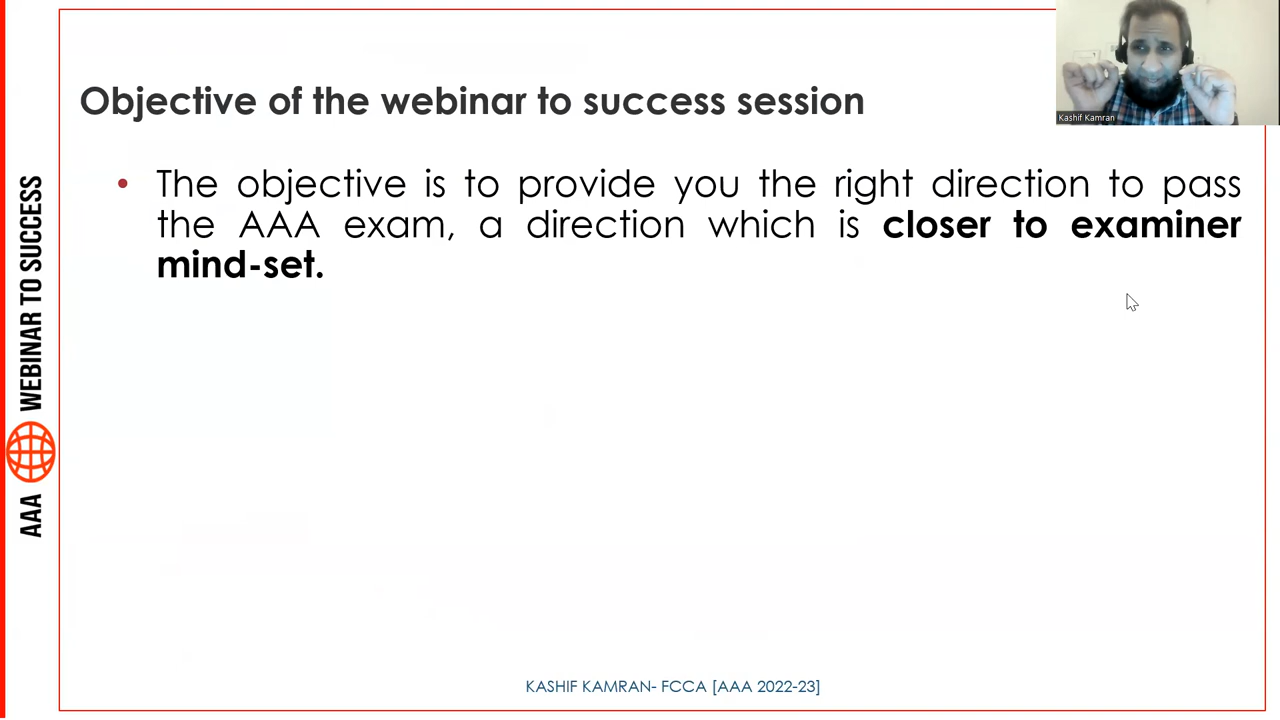 Objective of the webinar to success session
Kashif Kamran
• The objective is to provide you the right direction to pass
the AAA exam, a direction which is closer to examiner
mind-set.
AAA WEBINAR TO SUCCESS
KASHIF KAMRAN- FCCA [AAA 2022-23]